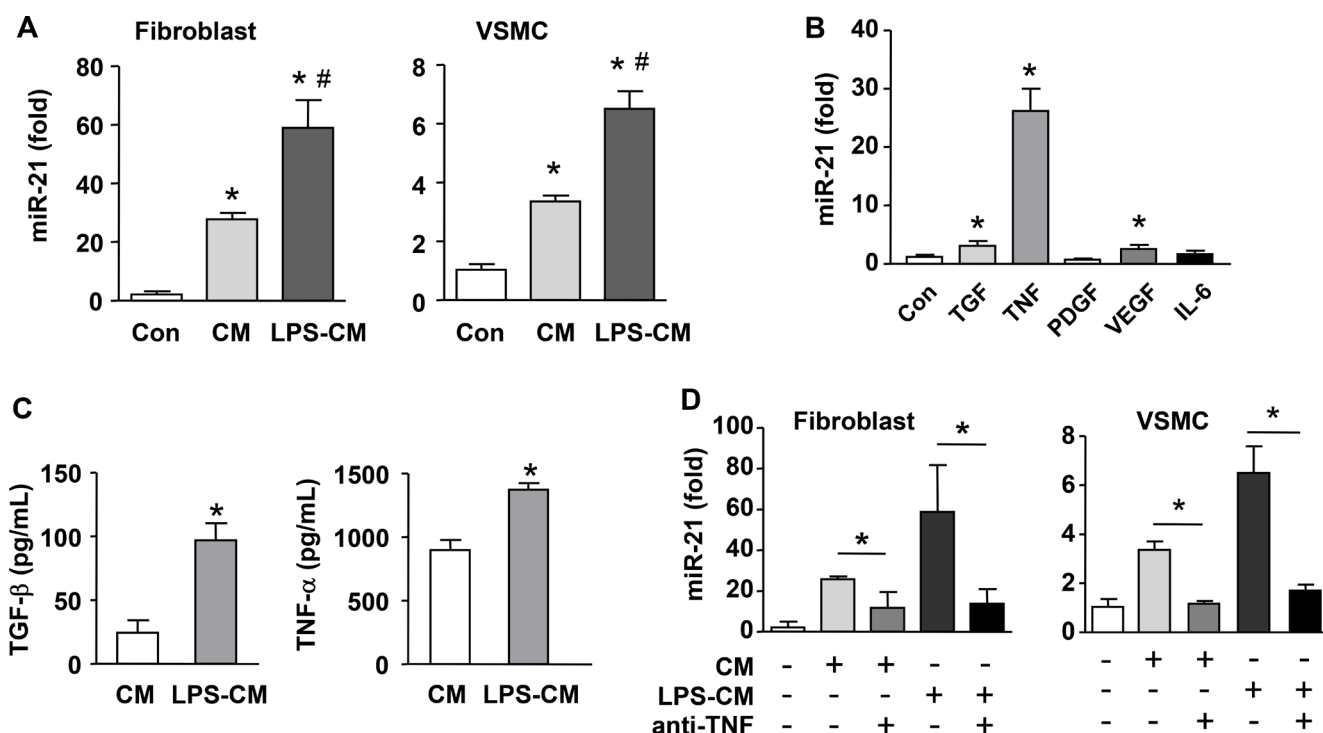 A
Fibroblast
VSMC
miR-21 (fold)
80
60
40
20
0
* * #
Con CM LPS-CM
8
6
4
2
0
* * #
Con CM LPS-CM
B
miR-21 (fold)
40
30
20
10
0
* * *
Con TGF TNF PDGF VEGF IL-6
C
TGF-β (pg/mL)
150
100
50
0
*
CM LPS-CM
TNF-α (pg/mL)
1500
1000
500
0
*
CM LPS-CM
D
Fibroblast
VSMC
miR-21 (fold)
100
80
60
40
20
0
* *
8
6
4
2
0
* *
CM - + + - - - + + - -
LPS-CM - - - + + - - - + +
anti-TNF - - + - + - - + - +